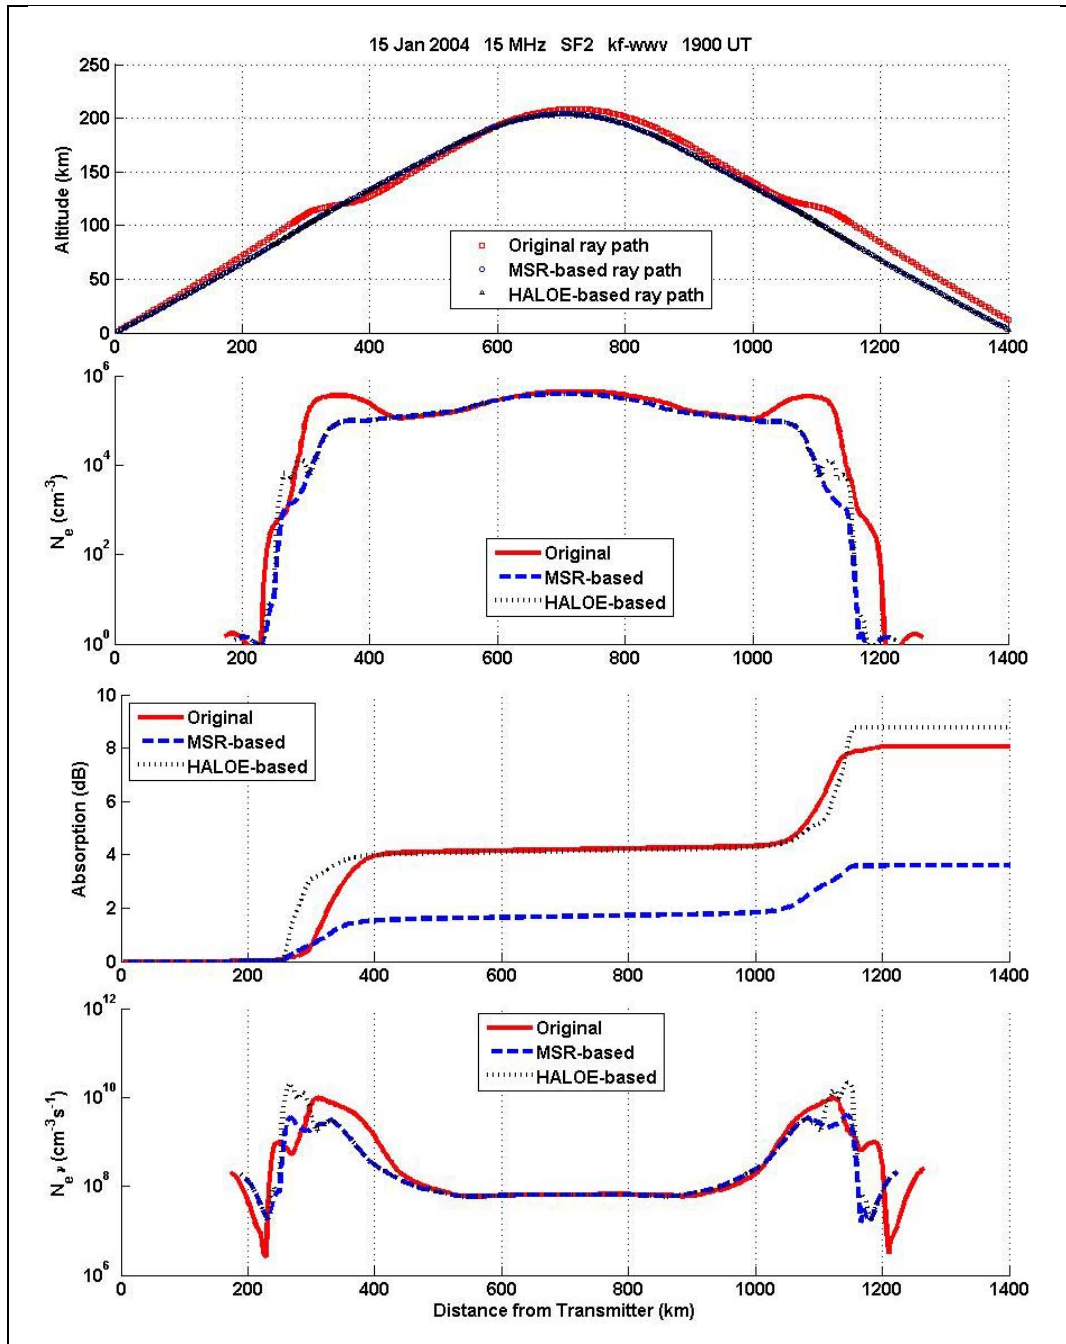 15 Jan 2004 15 MHz SF2 kf-wwv 1900 UT
250
200
150
100
50
0
Altitude (km)
Original ray path
MSR-based ray path
HALOE-based ray path
0 200 400 600 800 1000 1200 1400
10^6
10^4
10^2
10^0
N_e (cm^-3)
Original
MSR-based
HALOE-based
0 200 400 600 800 1000 1200 1400
10
8
6
4
2
0
Absorption (dB)
Original
MSR-based
HALOE-based
0 200 400 600 800 1000 1200 1400
10^12
10^10
10^8
10^6
N_e ν (cm^-3 s^-1)
Original
MSR-based
HALOE-based
0 200 400 600 800 1000 1200 1400
Distance from Transmitter (km)